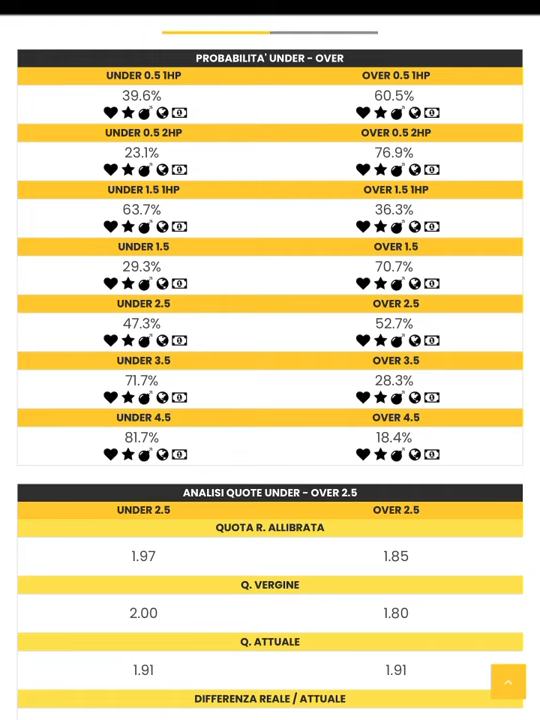 PROBABILITA' UNDER - OVER
UNDER 0.5 1HP OVER 0.5 1HP
39.6% 60.5%
UNDER 0.5 2HP OVER 0.5 2HP
23.1% 76.9%
UNDER 1.5 1HP OVER 1.5 1HP
63.7% 36.3%
UNDER 1.5 OVER 1.5
29.3% 70.7%
UNDER 2.5 OVER 2.5
47.3% 52.7%
UNDER 3.5 OVER 3.5
71.7% 28.3%
UNDER 4.5 OVER 4.5
81.7% 18.4%
ANALISI QUOTE UNDER - OVER 2.5
UNDER 2.5 OVER 2.5
QUOTA R. ALLIBRATA
1.97 1.85
Q. VERGINE
2.00 1.80
Q. ATTUALE
1.91 1.91
DIFFERENZA REALE / ATTUALE